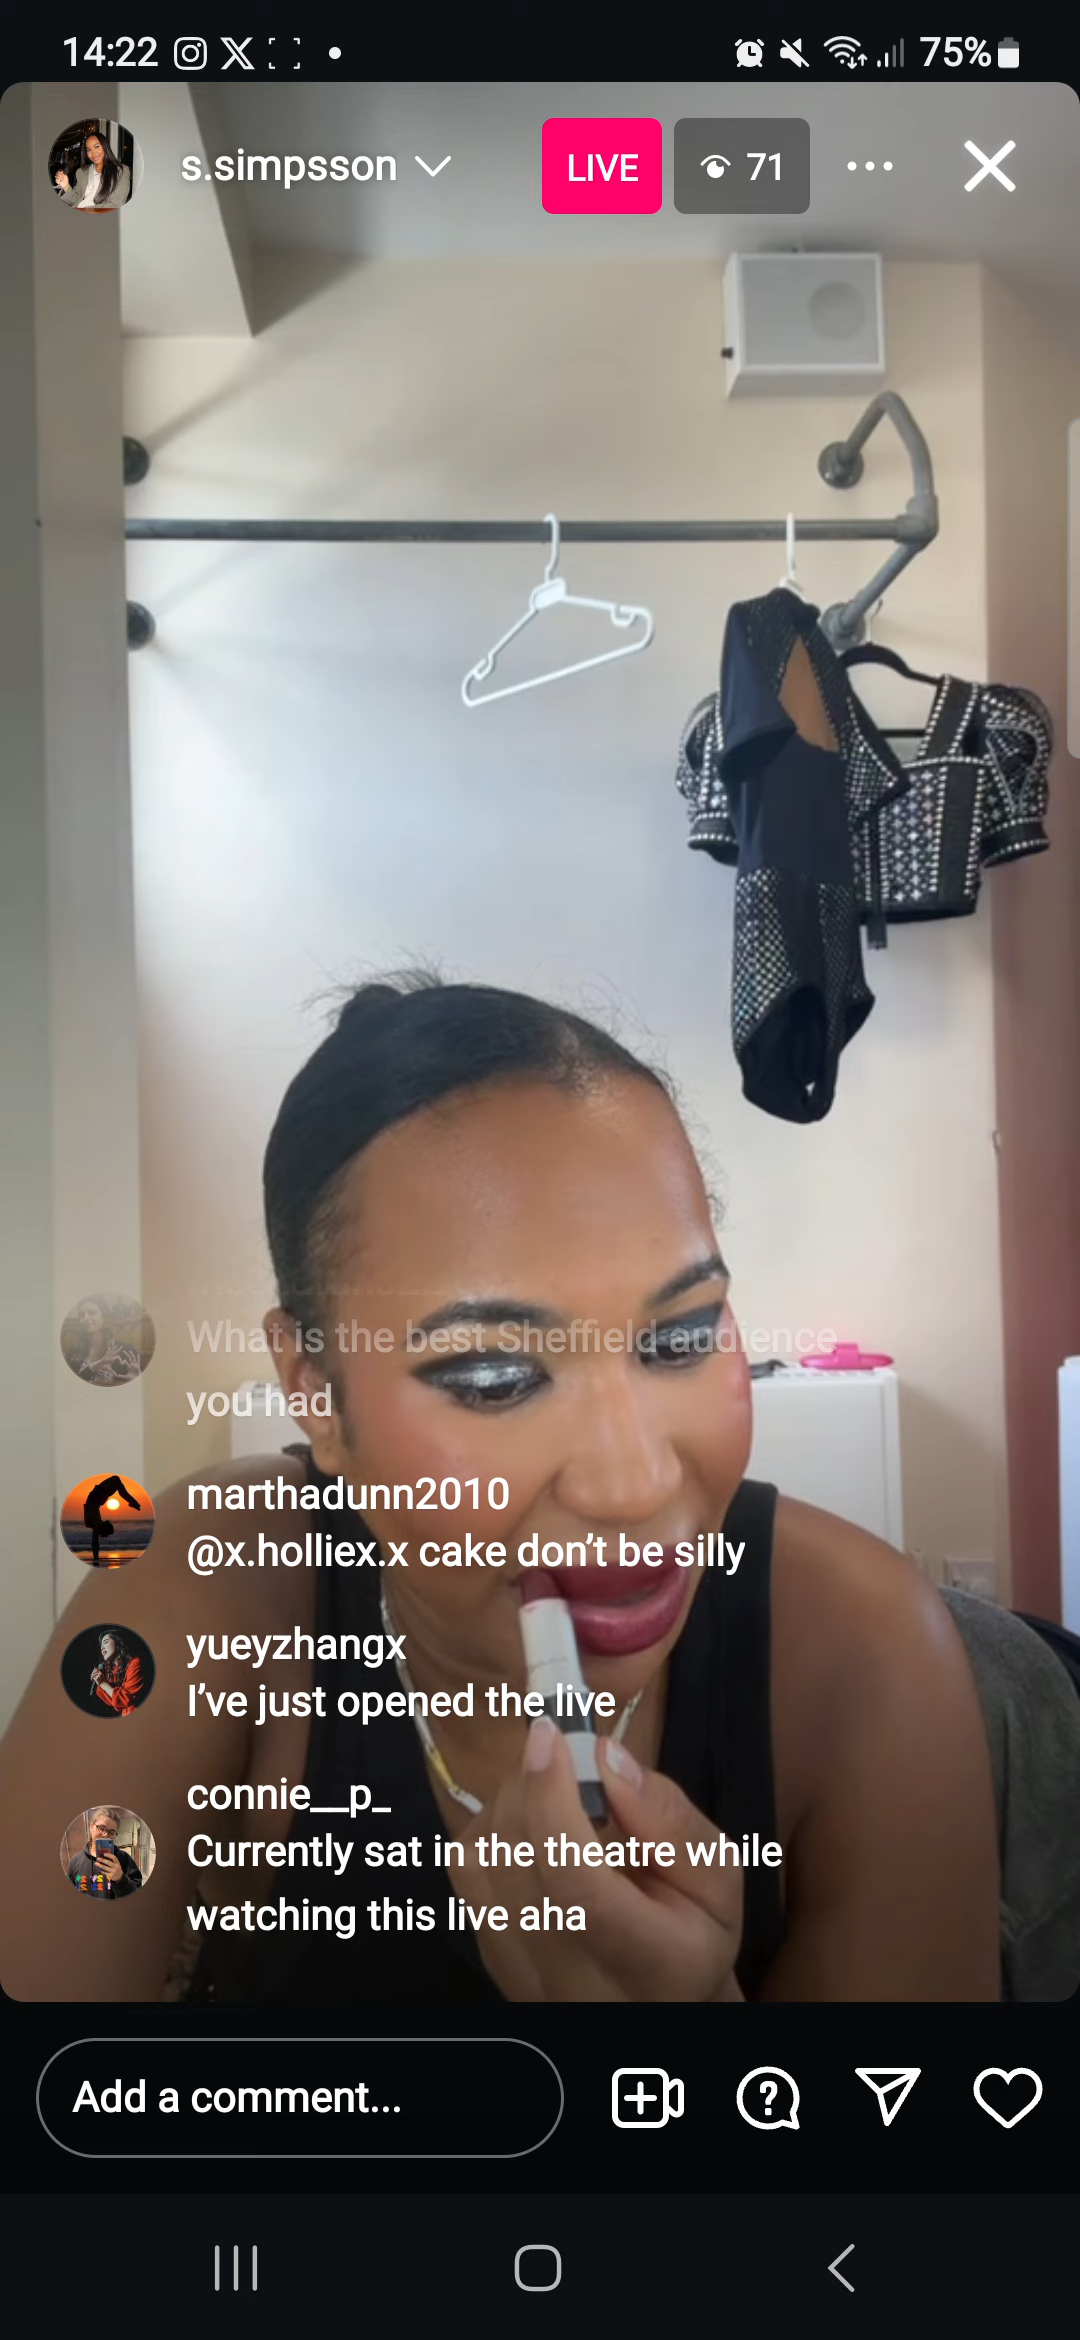 14:22
75%
s.simpsson
LIVE
71
What is the best Sheffield audience
you had
marthadunn2010
@x.holliex.x cake don't be silly
yueyzhangx
I've just opened the live
connie__p_
Currently sat in the theatre while
watching this live aha
Add a comment...